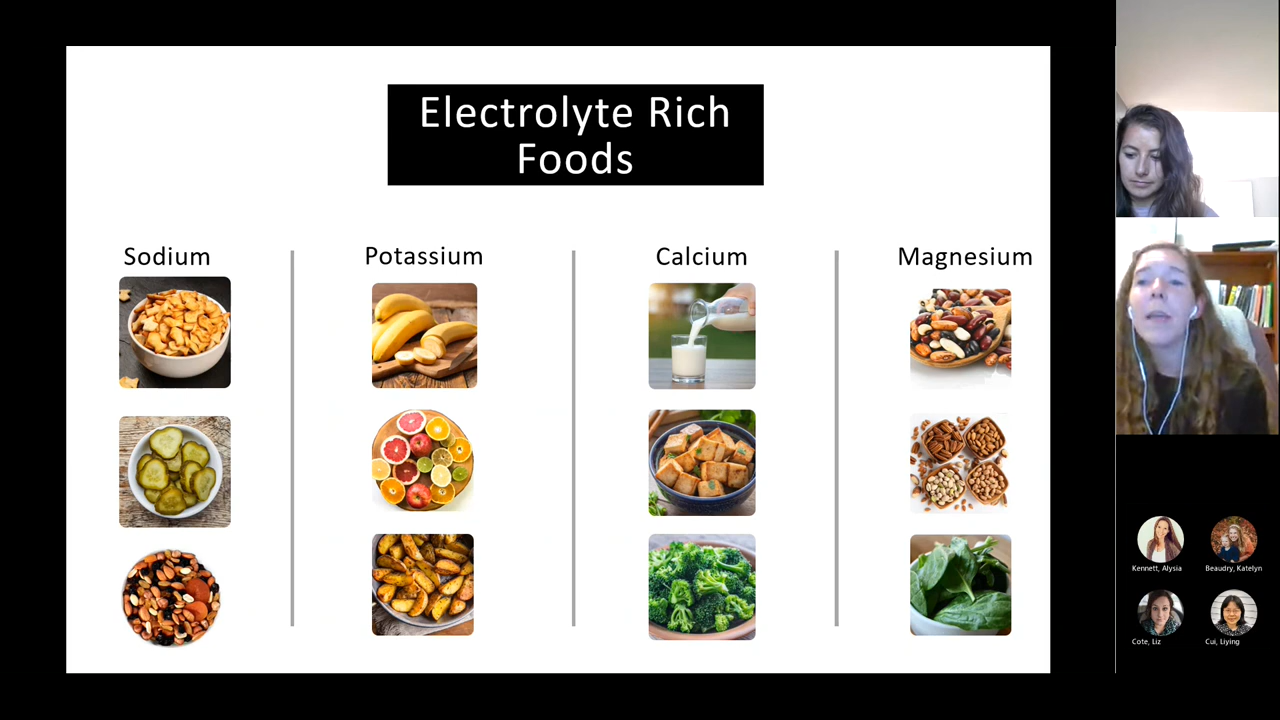 Electrolyte Rich
Foods
Sodium
Potassium
Calcium
Magnesium
Kennett, Alysia
Beaudry, Katelyn
Cote, Liz
Cui, Liying